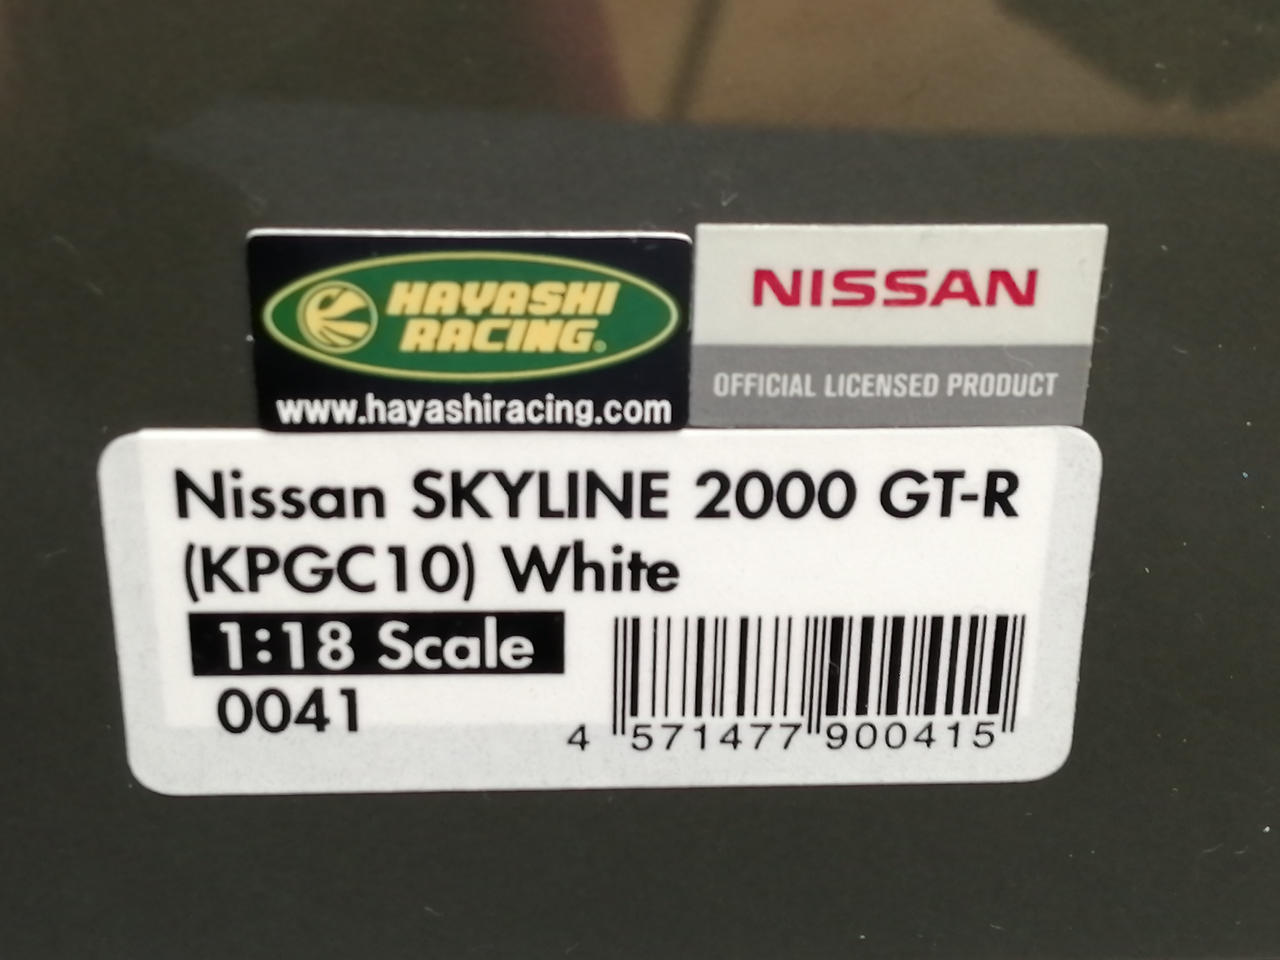 HAYASHI
RACING®
www.hayashiracing.com
NISSAN
OFFICIAL LICENSED PRODUCT
Nissan SKYLINE 2000 GT-R
(KPGC10) White
1:18 Scale
0041
4 571477 900415